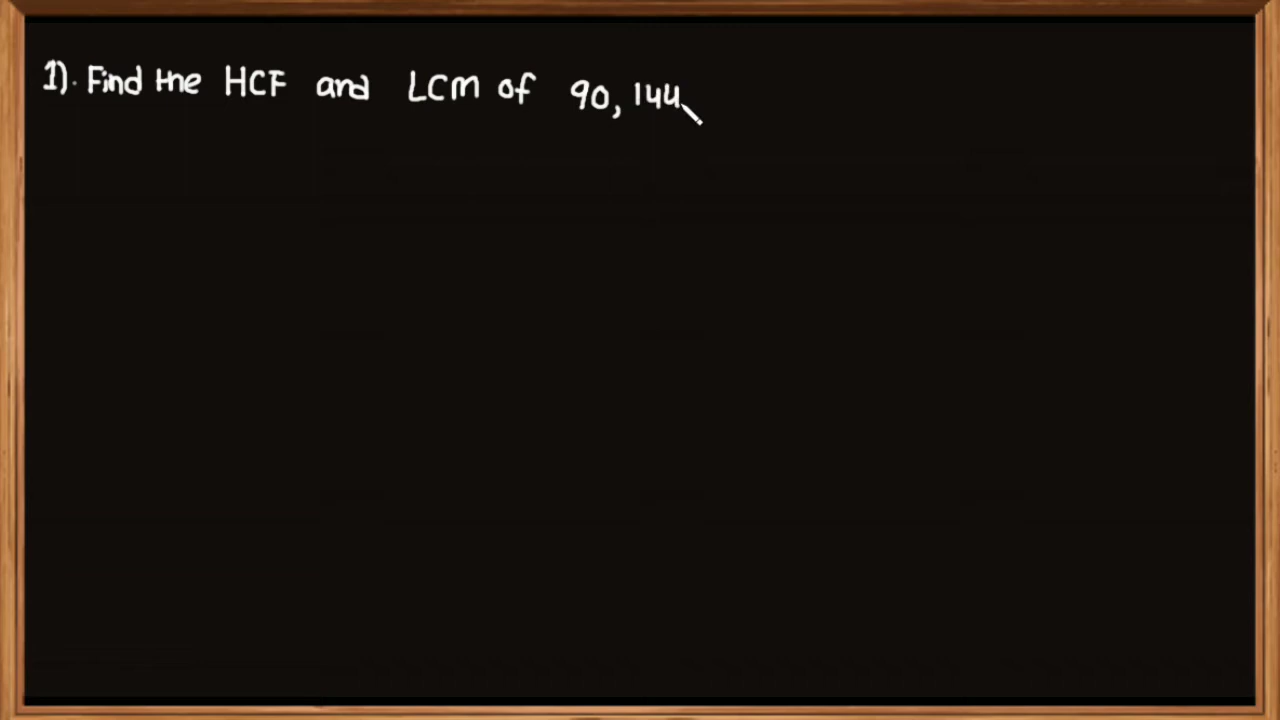 1). Find the HCF and LCM of 90, 144